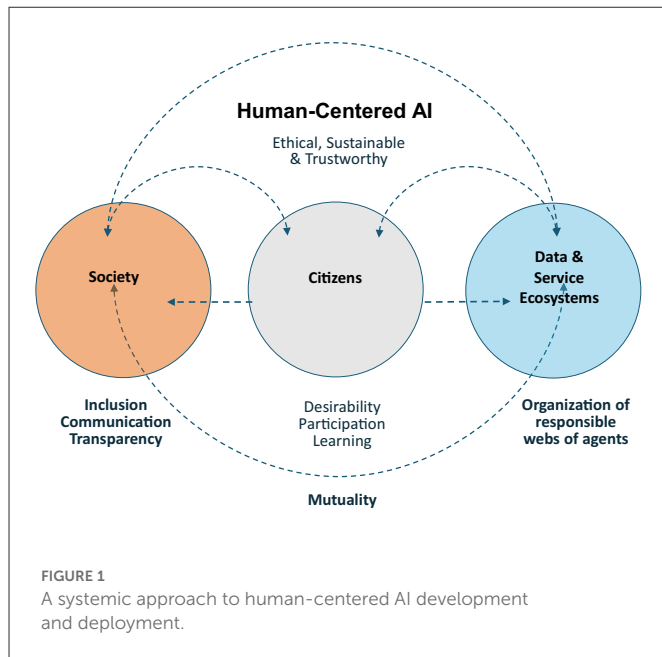 Human-Centered AI
Ethical, Sustainable
& Trustworthy
Society
Citizens
Data &
Service
Ecosystems
Inclusion
Communication
Transparency
Desirability
Participation
Learning
Organization of
responsible
webs of agents
Mutuality
FIGURE 1
A systemic approach to human-centered AI development
and deployment.